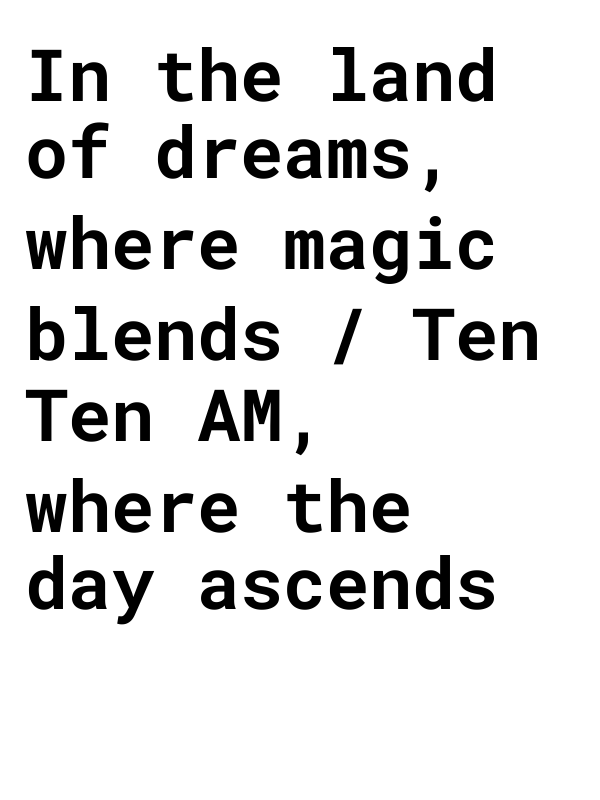 In the land
of dreams,
where magic
blends / Ten
Ten AM,
where the
day ascends